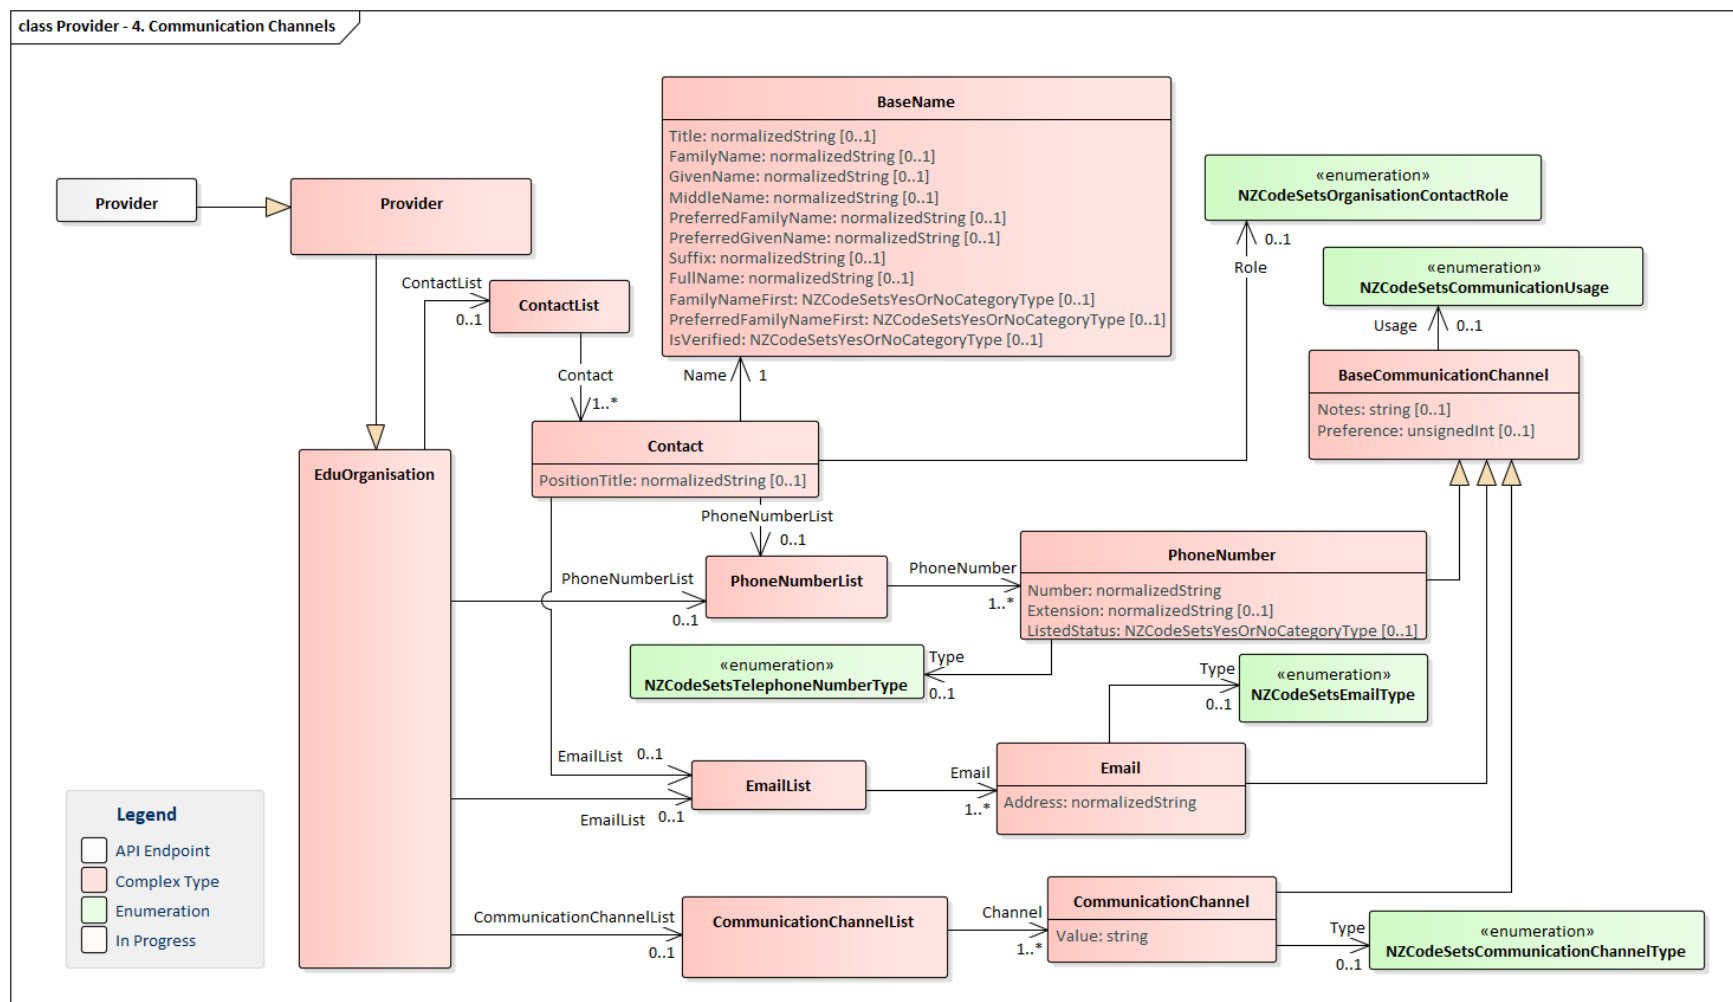 class Provider - 4. Communication Channels
BaseName
Title: normalizedString [0..1]
FamilyName: normalizedString [0..1]
GivenName: normalizedString [0..1]
MiddleName: normalizedString [0..1]
PreferredFamilyName: normalizedString [0..1]
PreferredGivenName: normalizedString [0..1]
Suffix: normalizedString [0..1]
FullName: normalizedString [0..1]
FamilyNameFirst: NZCodeSetsYesOrNoCategoryType [0..1]
PreferredFamilyNameFirst: NZCodeSetsYesOrNoCategoryType [0..1]
IsVerified: NZCodeSetsYesOrNoCategoryType [0..1]
«enumeration»
NZCodeSetsOrganisationContactRole
Provider
Provider
0..1
Role
«enumeration»
NZCodeSetsCommunicationUsage
ContactList
0..1
ContactList
Usage
0..1
Contact
1..*
Name
1
BaseCommunicationChannel
Notes: string [0..1]
Preference: unsignedInt [0..1]
Contact
PositionTitle: normalizedString [0..1]
EduOrganisation
PhoneNumberList
0..1
PhoneNumberList
0..1
PhoneNumberList
PhoneNumber
1..*
PhoneNumber
Number: normalizedString
Extension: normalizedString [0..1]
ListedStatus: NZCodeSetsYesOrNoCategoryType [0..1]
«enumeration»
NZCodeSetsTelephoneNumberType
Type
0..1
Type
0..1
«enumeration»
NZCodeSetsEmailType
EmailList
0..1
EmailList
0..1
EmailList
Email
1..*
Email
Address: normalizedString
Legend
API Endpoint
Complex Type
Enumeration
In Progress
CommunicationChannelList
0..1
CommunicationChannelList
Channel
1..*
CommunicationChannel
Value: string
Type
0..1
«enumeration»
NZCodeSetsCommunicationChannelType